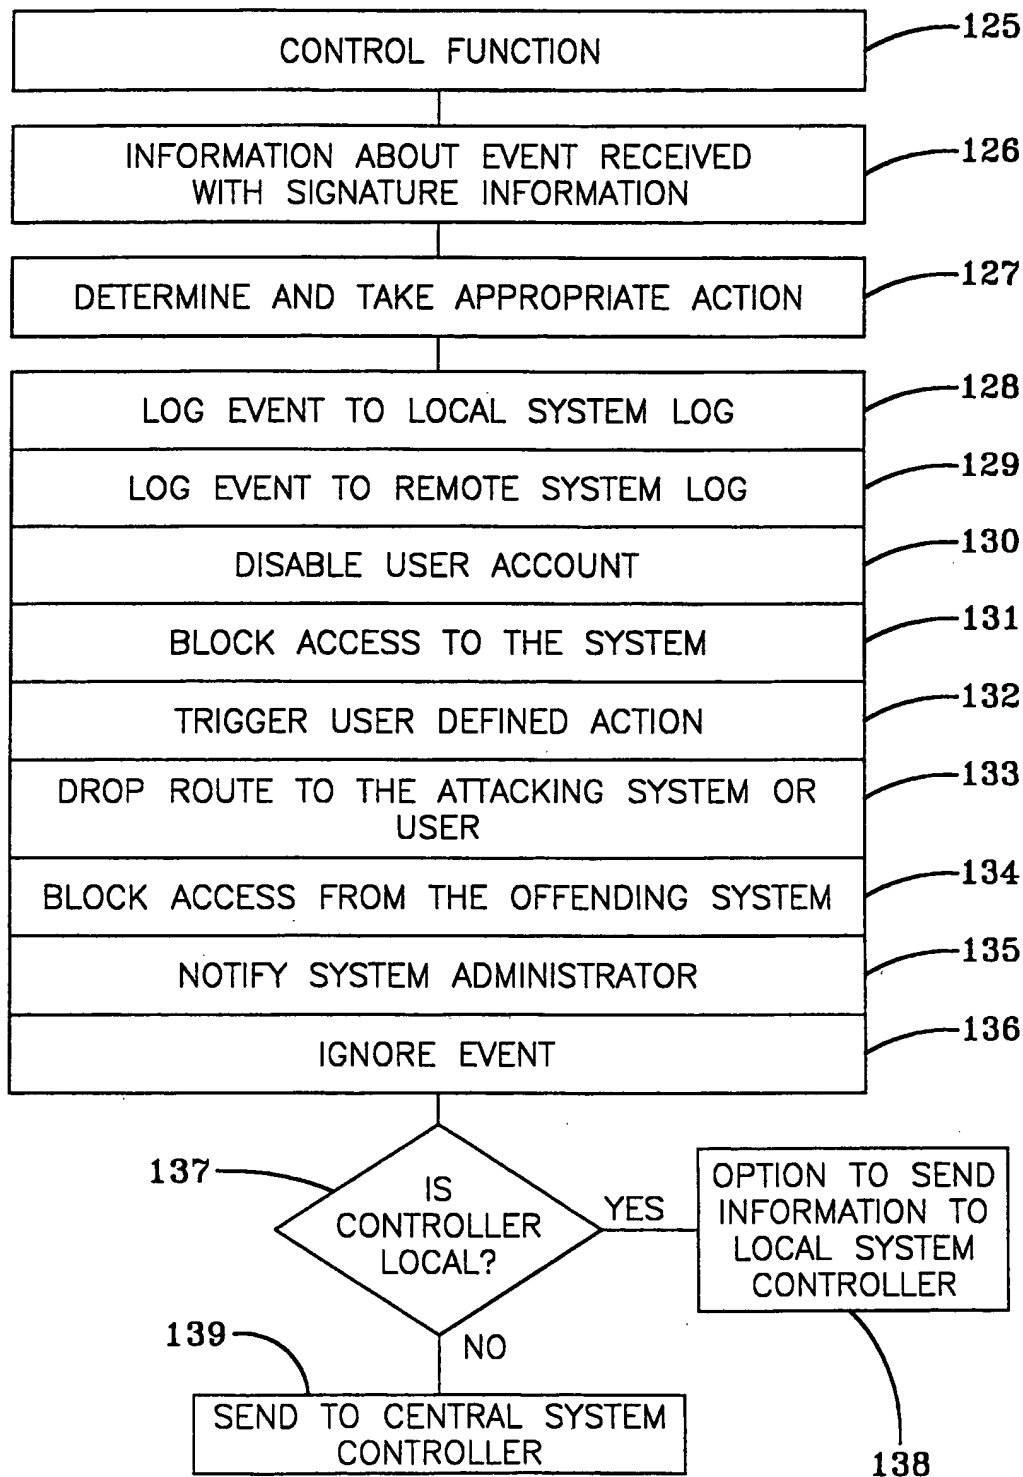 CONTROL FUNCTION
125
INFORMATION ABOUT EVENT RECEIVED
WITH SIGNATURE INFORMATION
126
DETERMINE AND TAKE APPROPRIATE ACTION
127
LOG EVENT TO LOCAL SYSTEM LOG
128
LOG EVENT TO REMOTE SYSTEM LOG
129
DISABLE USER ACCOUNT
130
BLOCK ACCESS TO THE SYSTEM
131
TRIGGER USER DEFINED ACTION
132
DROP ROUTE TO THE ATTACKING SYSTEM OR
USER
133
BLOCK ACCESS FROM THE OFFENDING SYSTEM
134
NOTIFY SYSTEM ADMINISTRATOR
135
IGNORE EVENT
136
137
IS
CONTROLLER
LOCAL?
YES
OPTION TO SEND
INFORMATION TO
LOCAL SYSTEM
CONTROLLER
138
NO
139
SEND TO CENTRAL SYSTEM
CONTROLLER